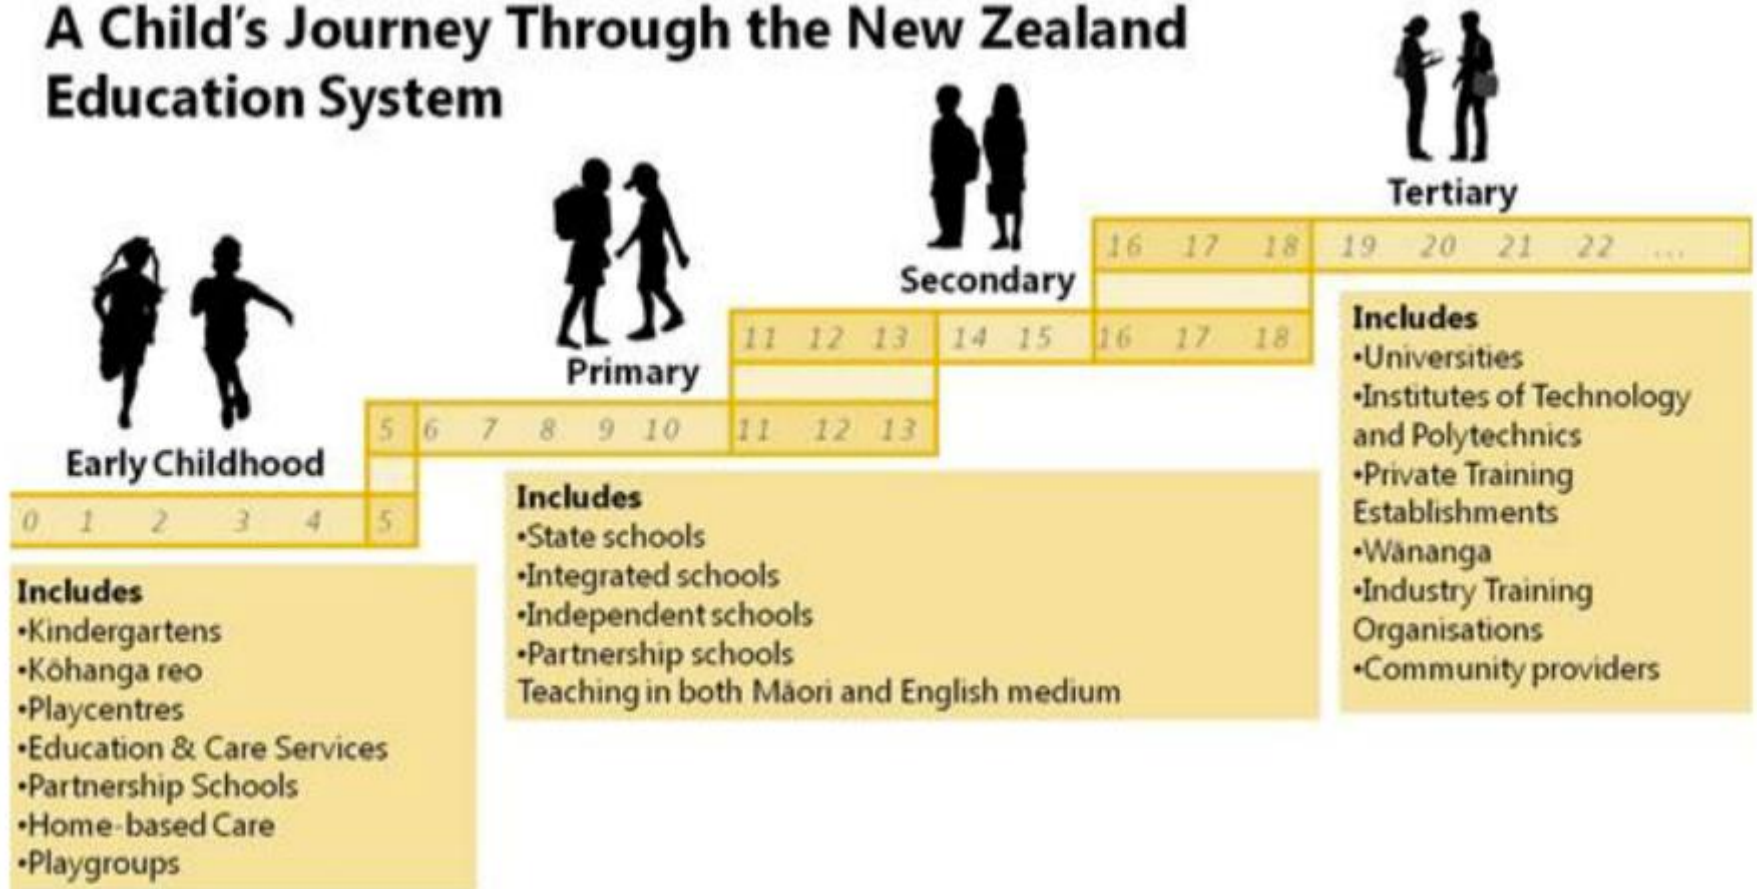 A Child's Journey Through the New Zealand
Education System
Early Childhood
0 1 2 3 4 5
Includes
•Kindergartens
•Kōhanga reo
•Playcentres
•Education & Care Services
•Partnership Schools
•Home-based Care
•Playgroups
Primary
5 6 7 8 9 10 11 12 13
Secondary
11 12 13 14 15 16 17 18
Includes
•State schools
•Integrated schools
•Independent schools
•Partnership schools
Teaching in both Māori and English medium
Tertiary
16 17 18 19 20 21 22 ...
Includes
•Universities
•Institutes of Technology
and Polytechnics
•Private Training
Establishments
•Wānanga
•Industry Training
Organisations
•Community providers